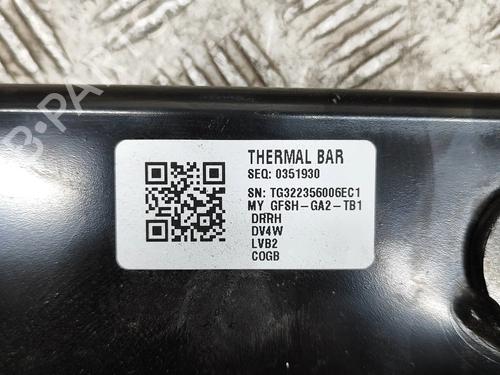 THERMAL BAR
SEQ: 0351930
SN: TG322356006EC1
MY GFSH-GA2-TB1
DRRH
DV4W
LVB2
COGB
B-PA